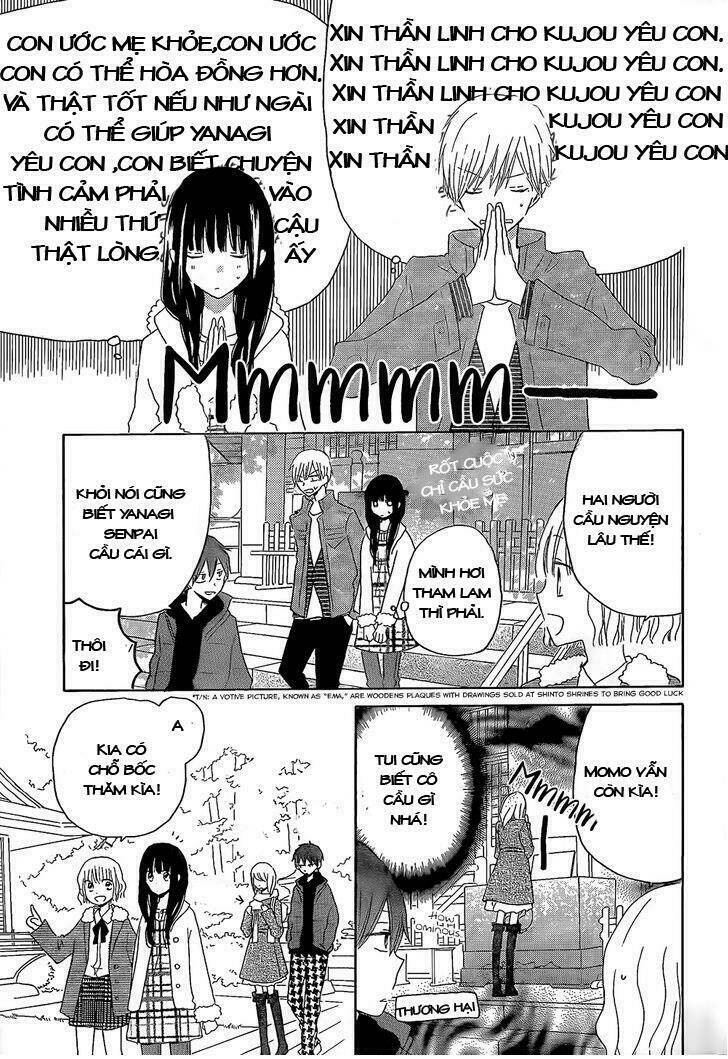 XIN THẦN LINH CHO KUJOU YÊU CON.
XIN THẦN LINH CHO KUJOU YÊU CON.
XIN THẦN LINH CHO KUJOU YÊU CON
XIN THẦN KUJOU YÊU CON
XIN THẦN KUJOU YÊU CON
CON ƯỚC MẸ KHỎE,CON ƯỚC
CON CÓ THỂ HÒA ĐỒNG HƠN.
VÀ THẬT TỐT NẾU NHƯ NGÀI
CÓ THỂ GIÚP YANAGI
YÊU CON ,CON BIẾT CHUYỆN
TÌNH CẢM PHẢI VÀO
NHIỀU THỨ CẬU
THẬT LÒNG ẤY
Mmmmmm
HAI NGƯỜI
CẦU NGUYỆN
LÂU THẾ!
RỐT CUỘC
CHỈ CẦU SỨC
KHỎE MẸ
MÌNH HƠI
THAM LAM
THÌ PHẢI.
KHỎI NÓI CŨNG
BIẾT YANAGI
SENPAI
CẦU CÁI GÌ.
THÔI
ĐI!
*T/N: A VOTIVE PICTURE, KNOWN AS "EMA," ARE WOODENS PLAQUES WITH DRAWINGS SOLD AT SHINTO SHRINES TO BRING GOOD LUCK
MOMO VẪN
CÒN KÌA!
Mmmmm
TUI CŨNG
BIẾT CÔ
CẦU GÌ
NHÁ!
HOW
OMINOUS
THƯƠNG HẠI
A
KIA CÓ
CHỖ BỐC
THĂM KÌA!